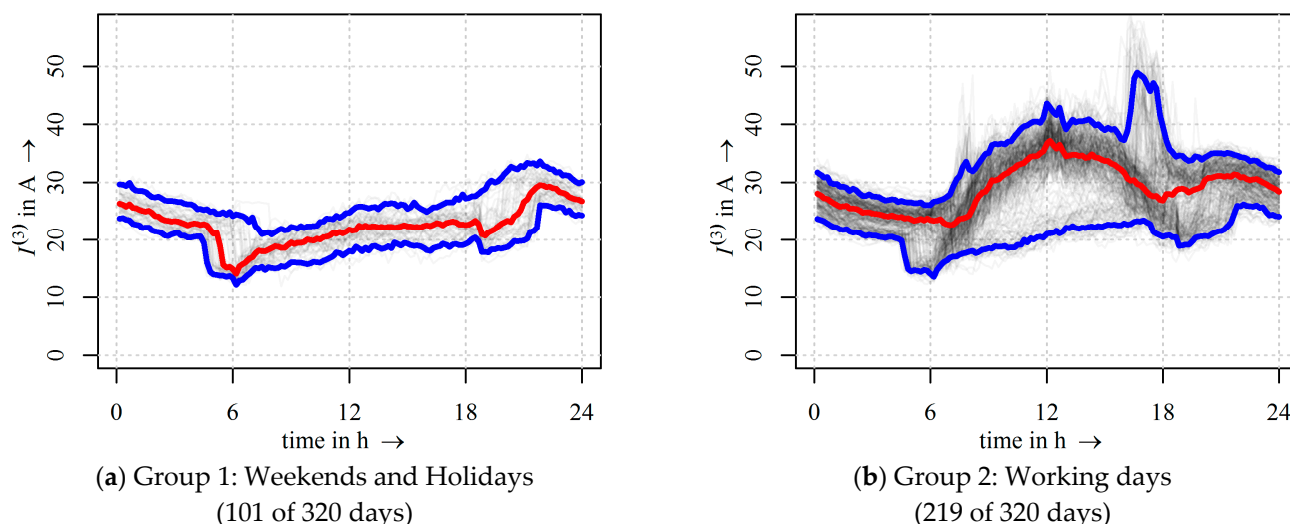 I(3) in A →
50
40
30
20
10
0
0 6 12 18 24
time in h →
(a) Group 1: Weekends and Holidays
(101 of 320 days)
I(3) in A →
50
40
30
20
10
0
0 6 12 18 24
time in h →
(b) Group 2: Working days
(219 of 320 days)